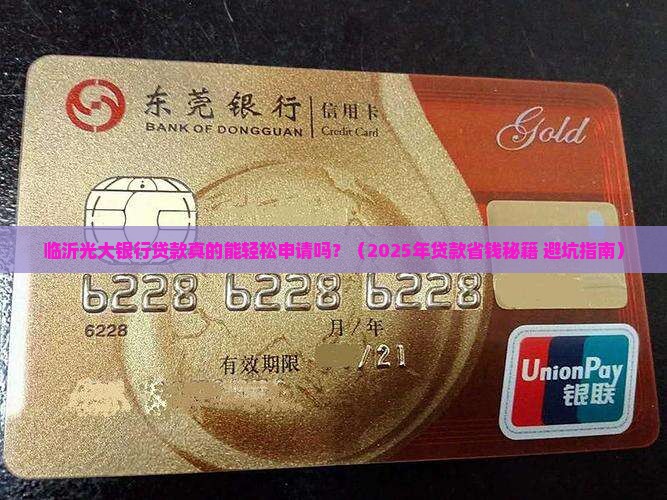 东莞银行 信用卡
BANK OF DONGGUAN Credit Card
Gold
临沂光大银行贷款真的能轻松申请吗？（2025年贷款省钱秘籍 避坑指南）
6228 6228 6228
6228
月/年
有效期限 /21
UnionPay
银联